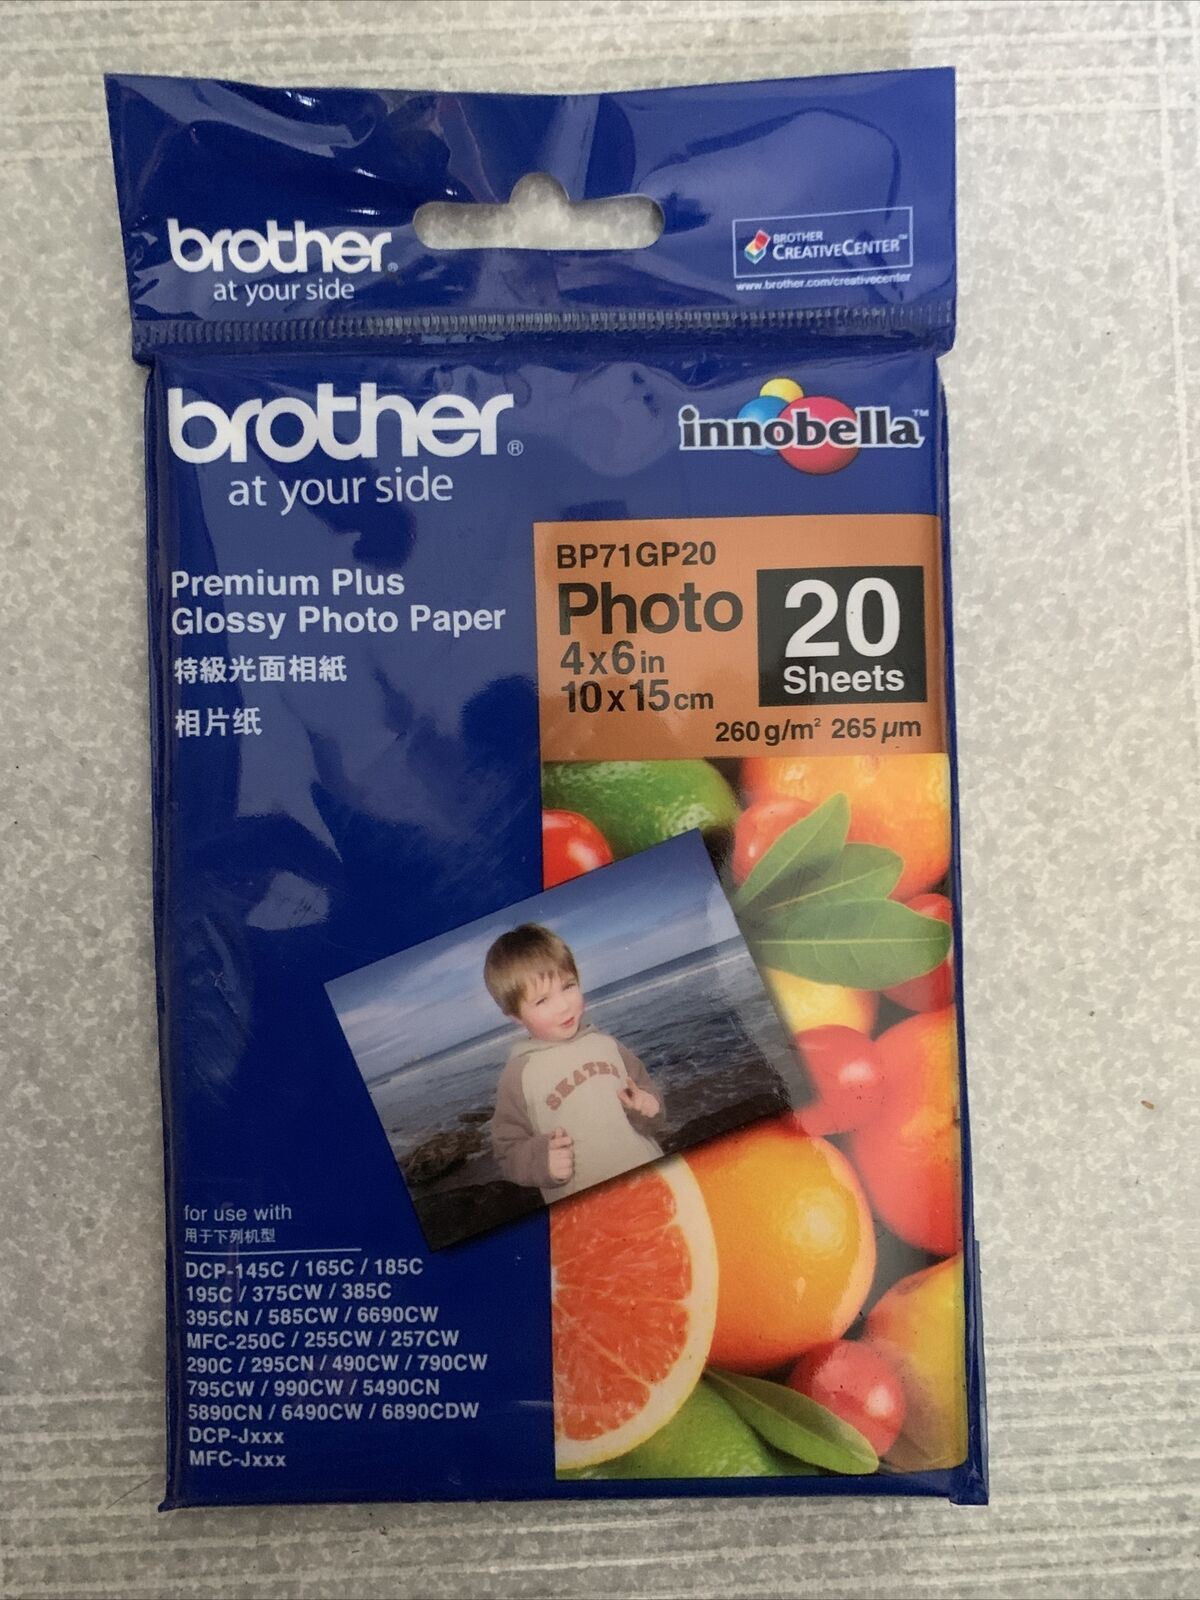 brother®
at your side
BROTHER
CREATIVECENTER™
www.brother.com/creativecenter
brother®
at your side
innobella™
Premium Plus
Glossy Photo Paper
特級光面相紙
相片纸
BP71GP20
Photo
4x6in
10x15cm
20
Sheets
260g/m² 265µm
SKATER
for use with
用于下列机型
DCP-145C / 165C / 185C
195C / 375CW / 385C
395CN / 585CW / 6690CW
MFC-250C / 255CW / 257CW
290C / 295CN / 490CW / 790CW
795CW / 990CW / 5490CN
5890CN / 6490CW / 6890CDW
DCP-Jxxx
MFC-Jxxx